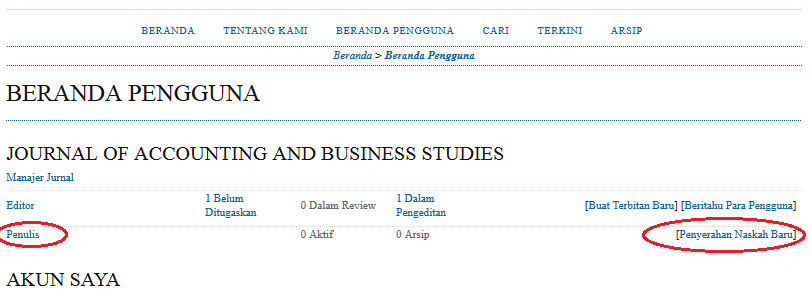 BERANDA TENTANG KAMI BERANDA PENGGUNA CARI TERKINI ARSIP
Beranda > Beranda Pengguna
BERANDA PENGGUNA
JOURNAL OF ACCOUNTING AND BUSINESS STUDIES
Manajer Jurnal
Editor 1 Belum Ditugaskan 0 Dalam Review 1 Dalam Pengeditan [Buat Terbitan Baru] [Beritahu Para Pengguna]
Penulis 0 Aktif 0 Arsip [Penyerahan Naskah Baru]
AKUN SAYA